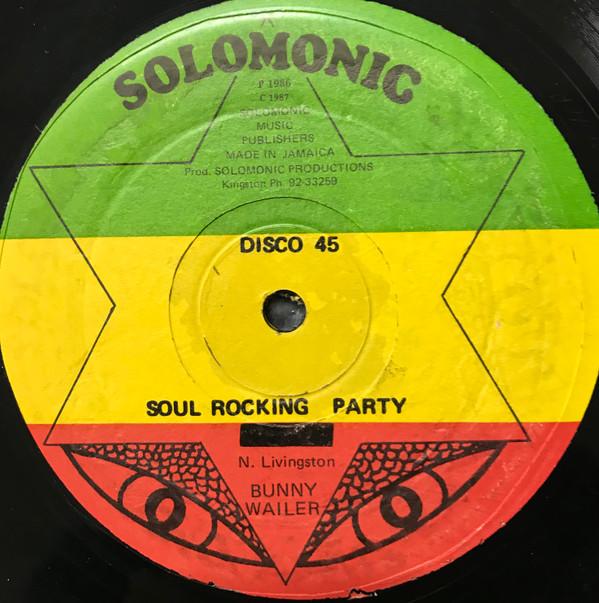 SOLOMONIC
P 1986
C 1987
SOLOMONIC
MUSIC
PUBLISHERS
MADE IN JAMAICA
Prod. SOLOMONIC PRODUCTIONS
Kingston Ph. 92-33259
DISCO 45
SOUL ROCKING PARTY
N. Livingston
BUNNY
WAILER